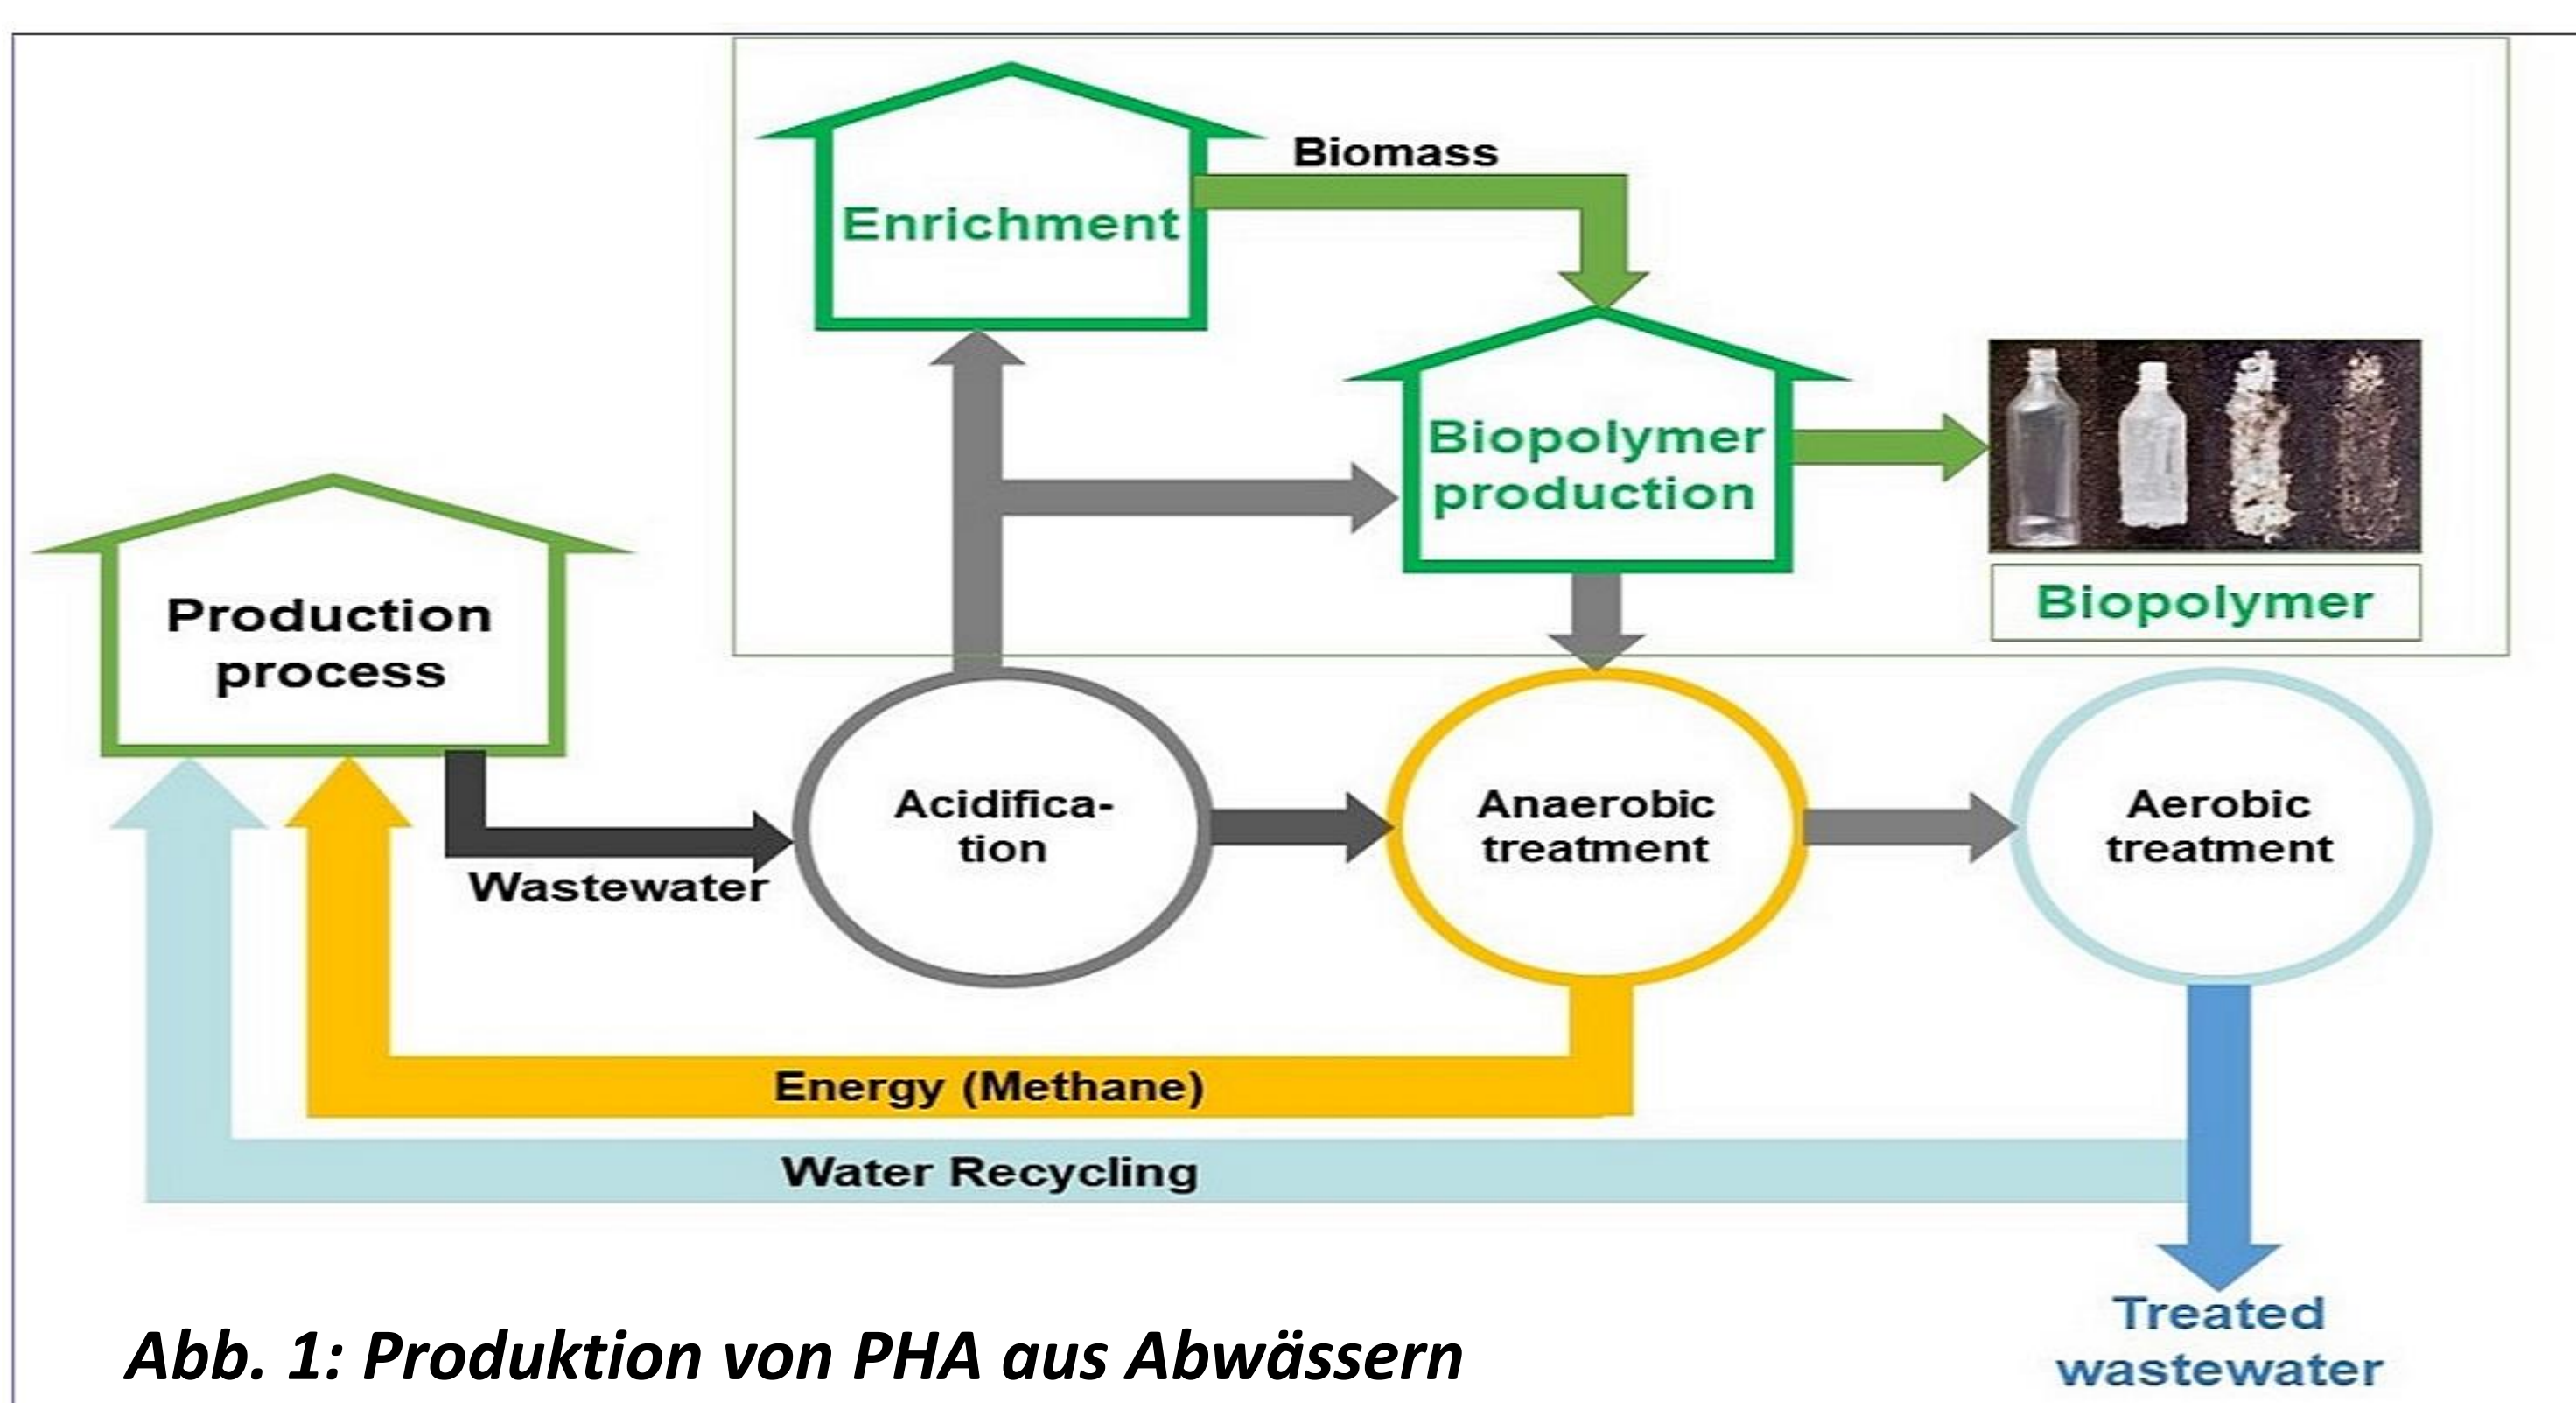 Enrichment
Biomass
Biopolymer
production
Biopolymer
Production
process
Wastewater
Acidifica-
tion
Anaerobic
treatment
Aerobic
treatment
Energy (Methane)
Water Recycling
Treated
wastewater
Abb. 1: Produktion von PHA aus Abwässern